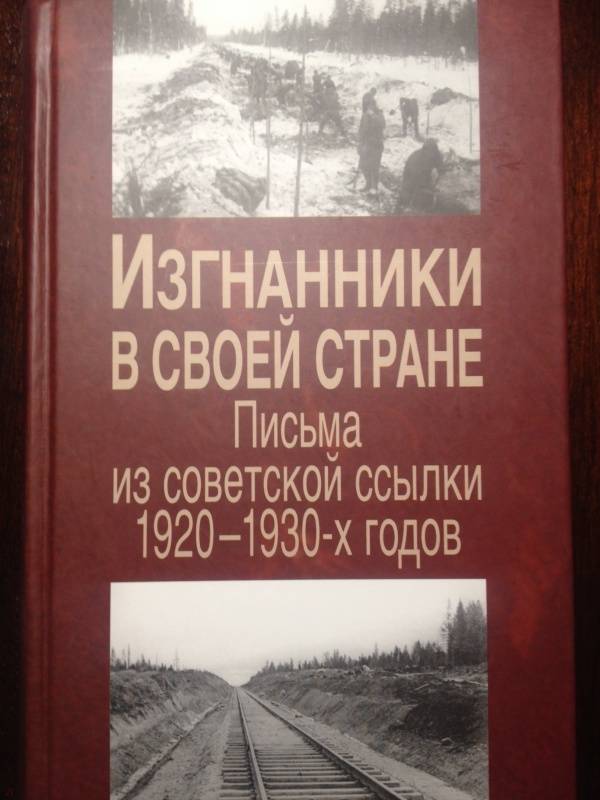 Изгнанники
в своей стране
Письма
из советской ссылки
1920–1930-х годов